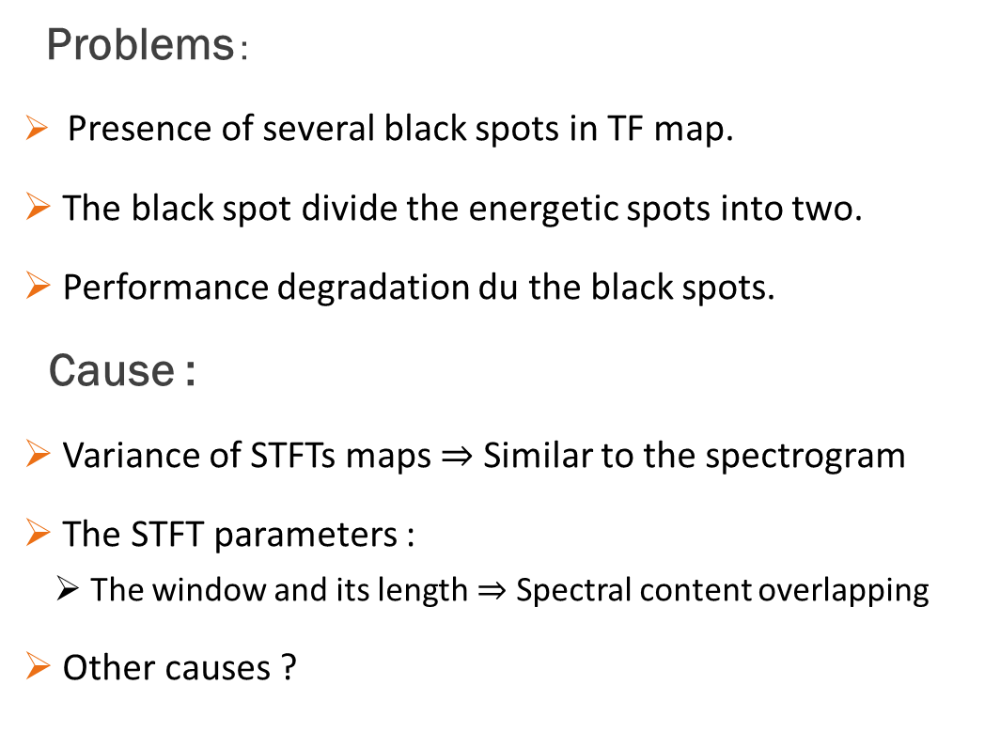 Problems :
➢ Presence of several black spots in TF map.
➢ The black spot divide the energetic spots into two.
➢ Performance degradation du the black spots.
Cause :
➢ Variance of STFTs maps ⇒ Similar to the spectrogram
➢ The STFT parameters :
➢ The window and its length ⇒ Spectral content overlapping
➢ Other causes ?